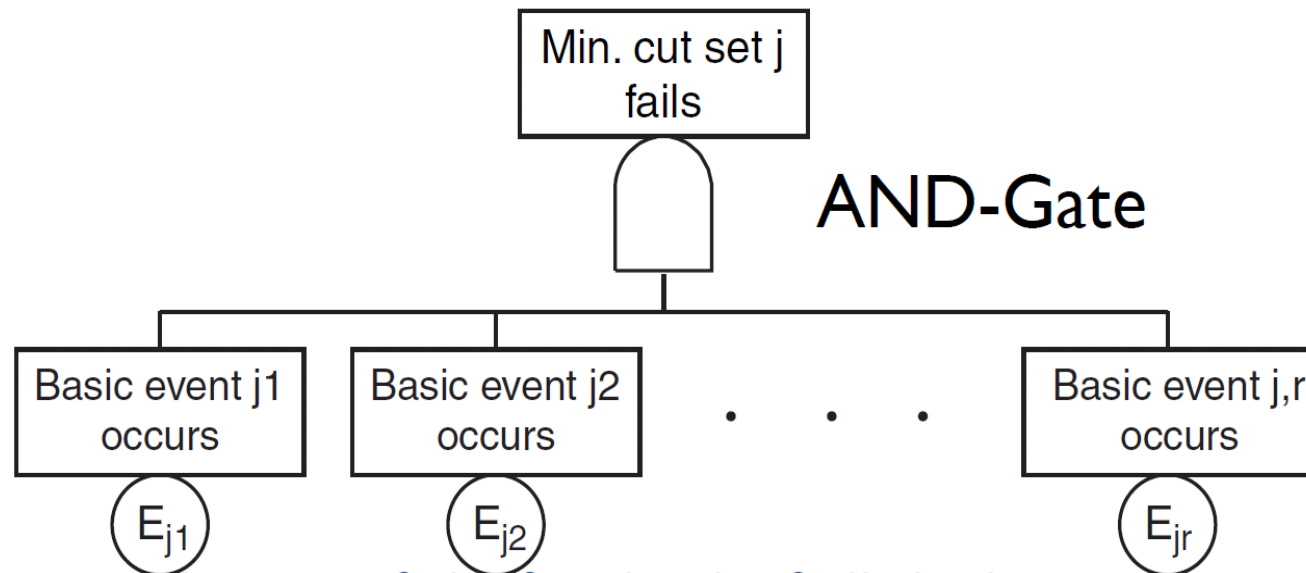 Min. cut set j
fails
AND-Gate
Basic event j1
occurs
Basic event j2
occurs
. . .
Basic event j,r
occurs
E_j1
E_j2
E_jr